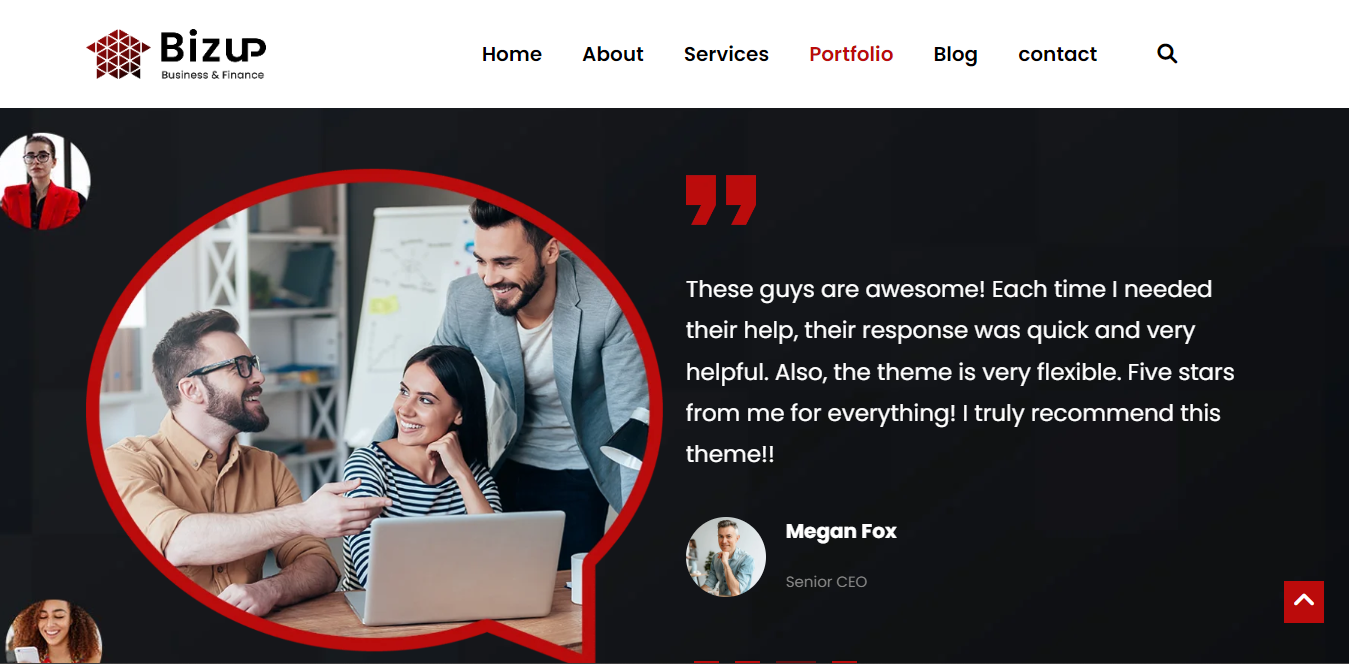 Bizup
Business & Finance
Home
About
Services
Portfolio
Blog
contact
These guys are awesome! Each time I needed
their help, their response was quick and very
helpful. Also, the theme is very flexible. Five stars
from me for everything! I truly recommend this
theme!!
Megan Fox
Senior CEO